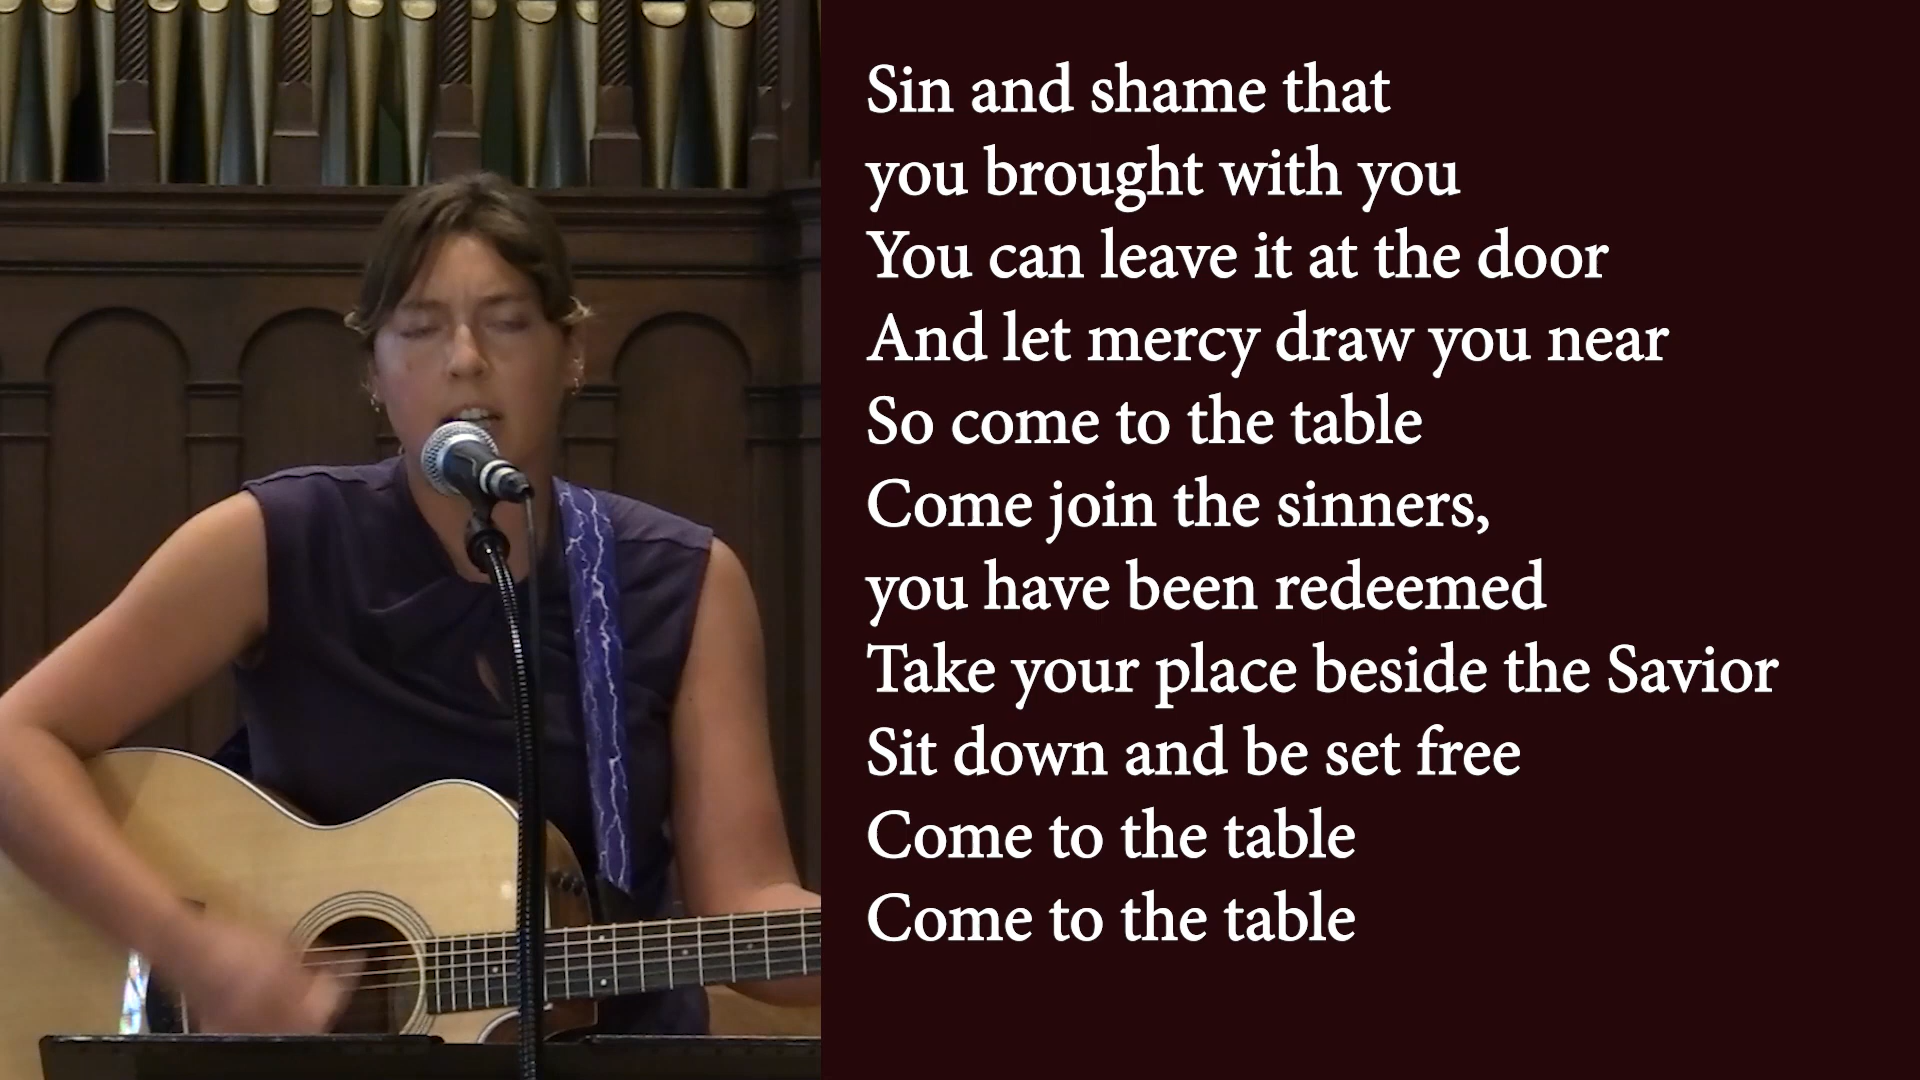 Sin and shame that
you brought with you
You can leave it at the door
And let mercy draw you near
So come to the table
Come join the sinners,
you have been redeemed
Take your place beside the Savior
Sit down and be set free
Come to the table
Come to the table